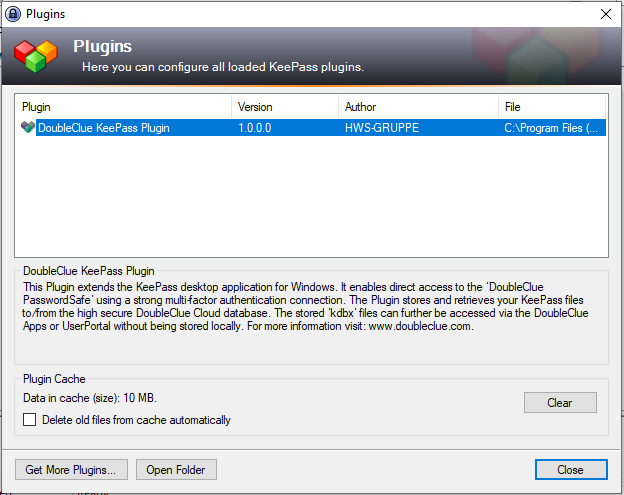 Plugins
Plugins
Here you can configure all loaded KeePass plugins.
Plugin Version Author File
DoubleClue KeePass Plugin 1.0.0.0 HWS-GRUPPE C:\Program Files (...
DoubleClue KeePass Plugin
This Plugin extends the KeePass desktop application for Windows. It enables direct access to the 'DoubleClue
PasswordSafe' using a strong multi-factor authentication connection. The Plugin stores and retrieves your KeePass files
to/from the high secure DoubleClue Cloud database. The stored 'kdbx' files can further be accessed via the DoubleClue
Apps or UserPortal without being stored locally. For more information visit: www.doubleclue.com.
Plugin Cache
Data in cache (size): 10 MB.
Clear
Delete old files from cache automatically
Get More Plugins... Open Folder Close